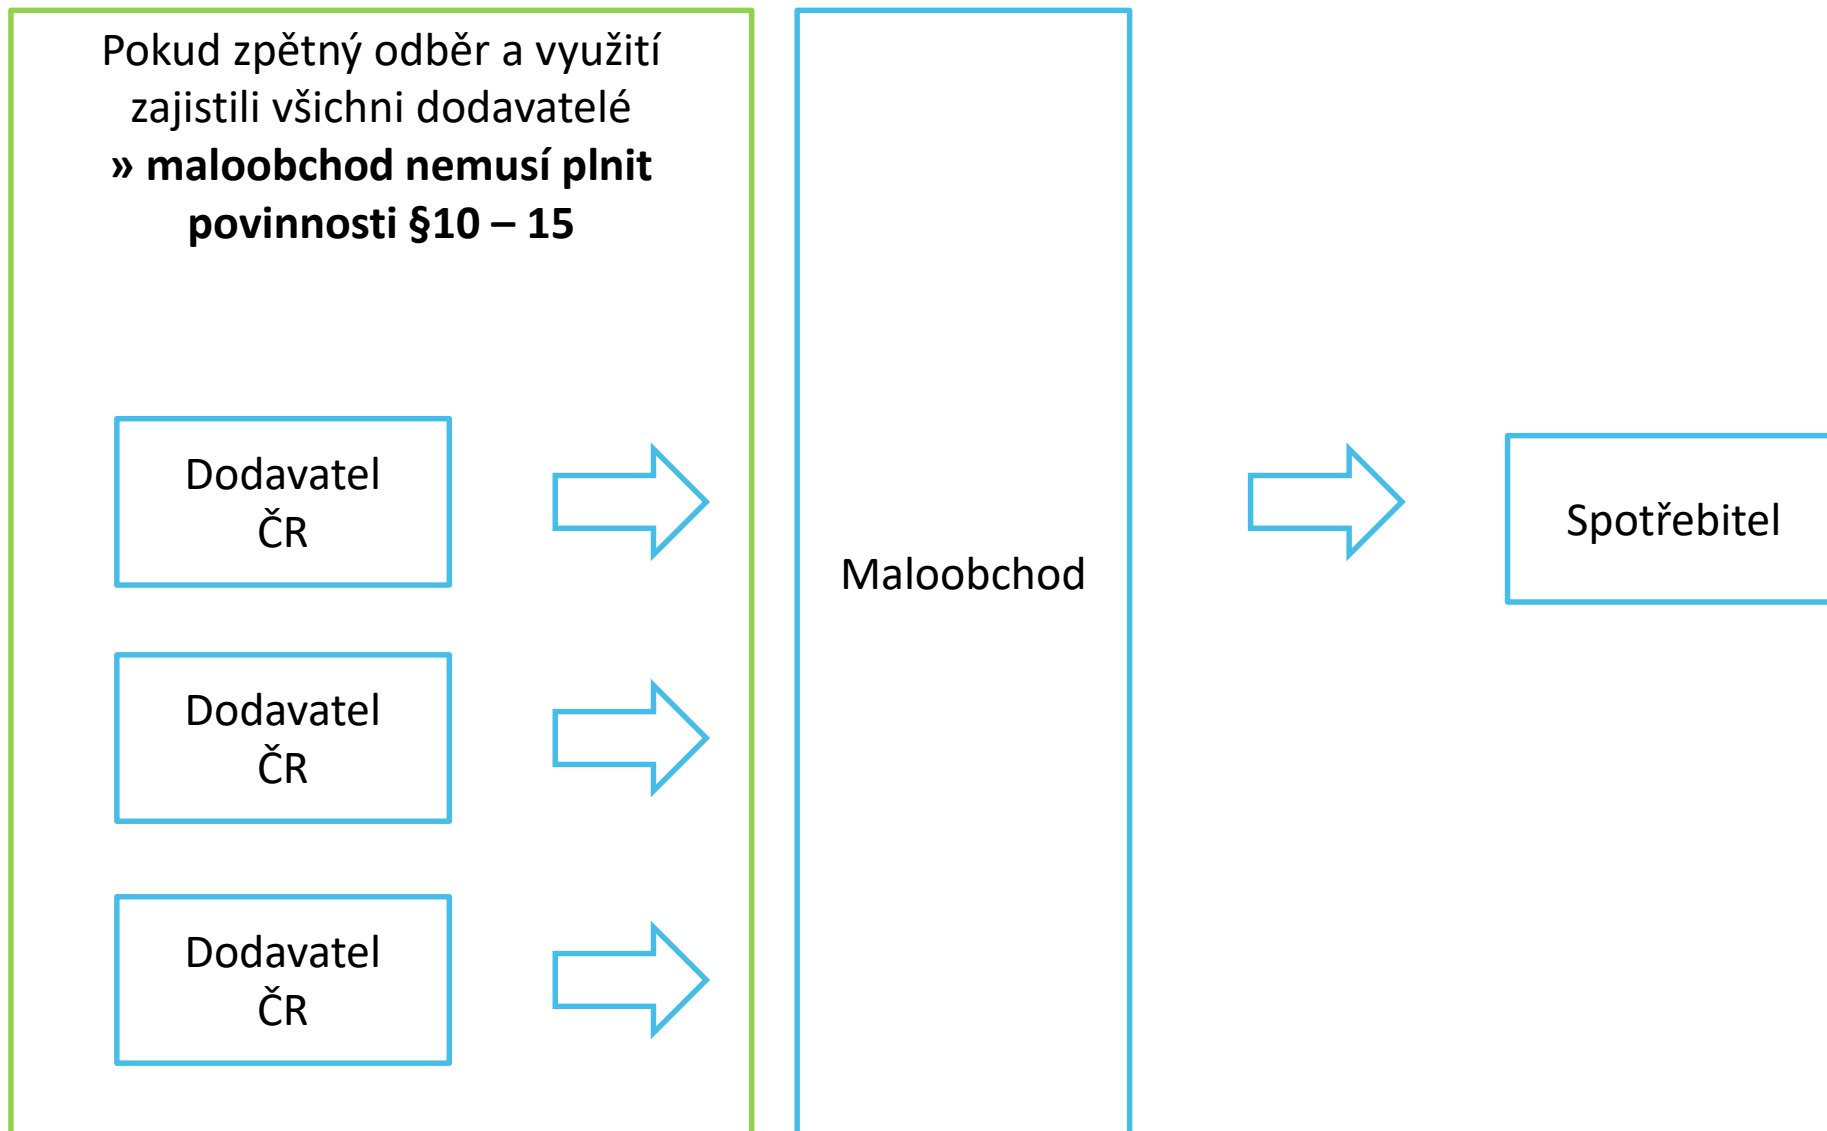 Pokud zpětný odběr a využití
zajistili všichni dodavatelé
» maloobchod nemusí plnit
povinnosti §10 – 15
Dodavatel
ČR
Dodavatel
ČR
Dodavatel
ČR
Maloobchod
Spotřebitel